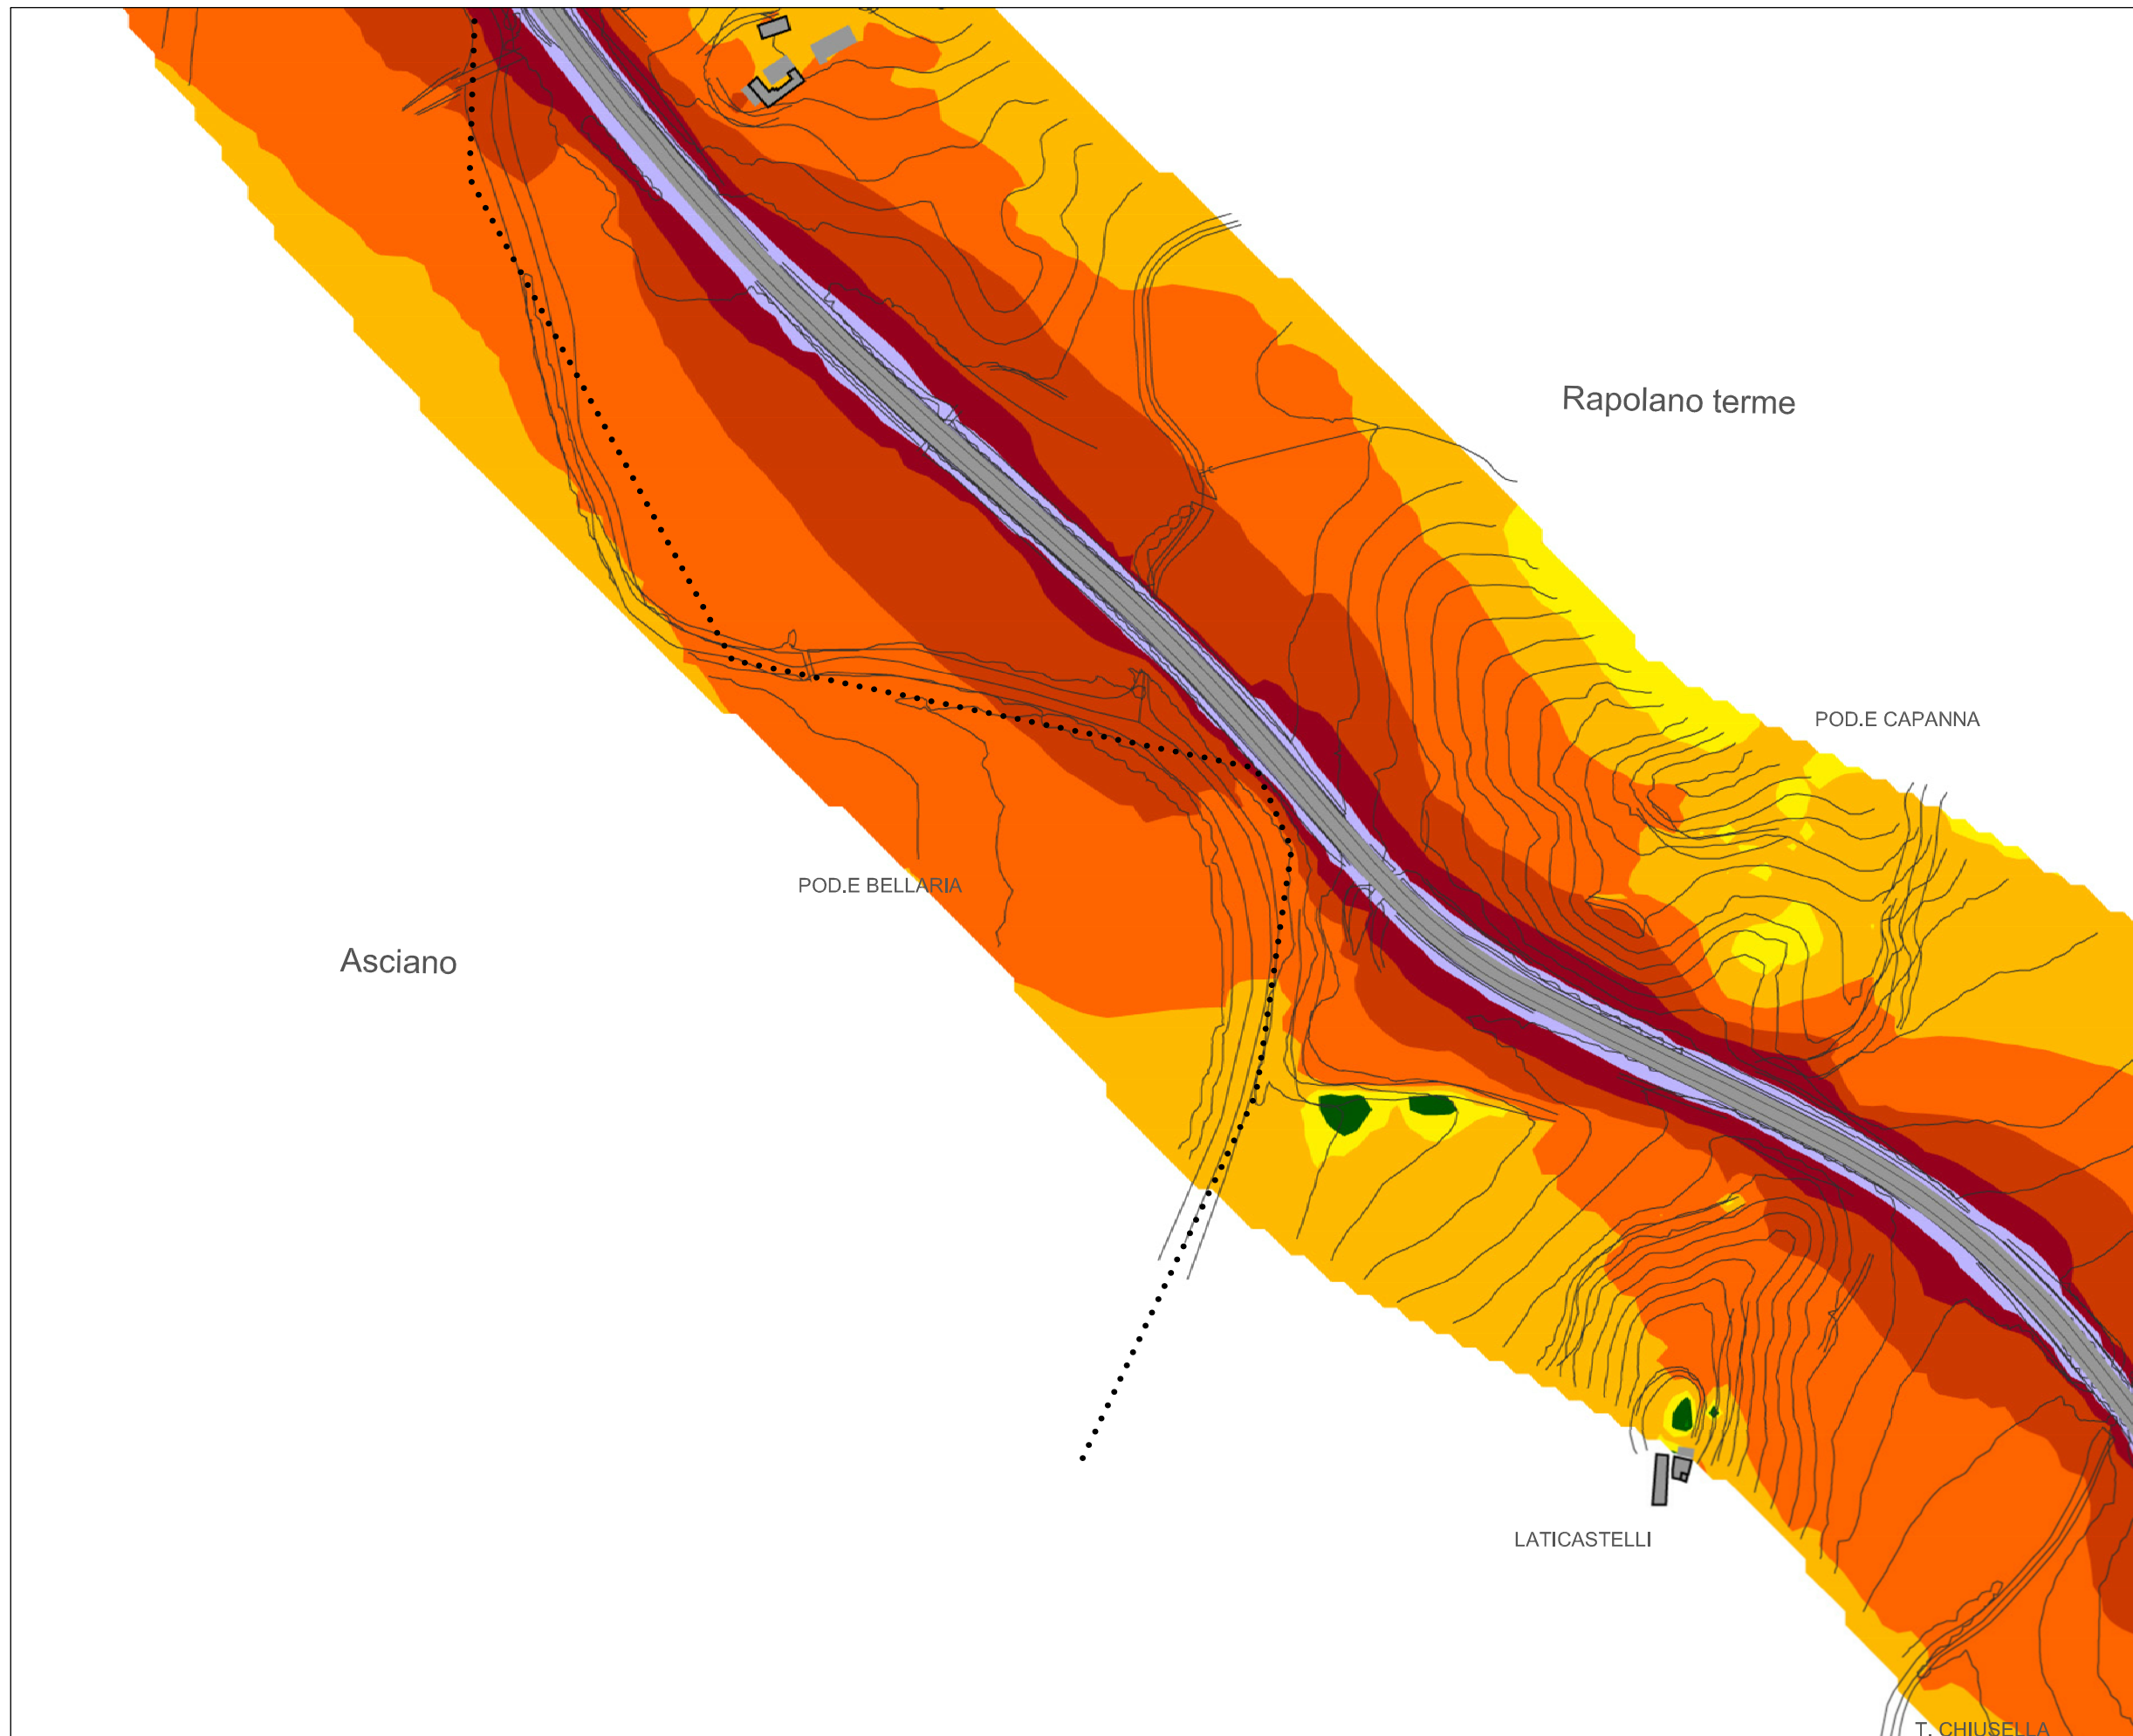 Rapolano terme
POD.E CAPANNA
POD.E BELLARIA
Asciano
LATICASTELLI
T. CHIUSELLA